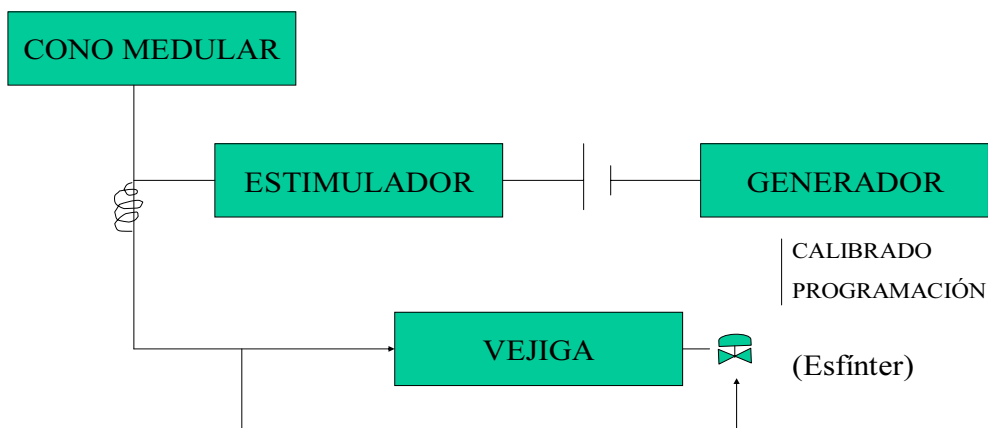 CONO MEDULAR
ESTIMULADOR
GENERADOR
CALIBRADO
PROGRAMACIÓN
VEJIGA
(Esfínter)